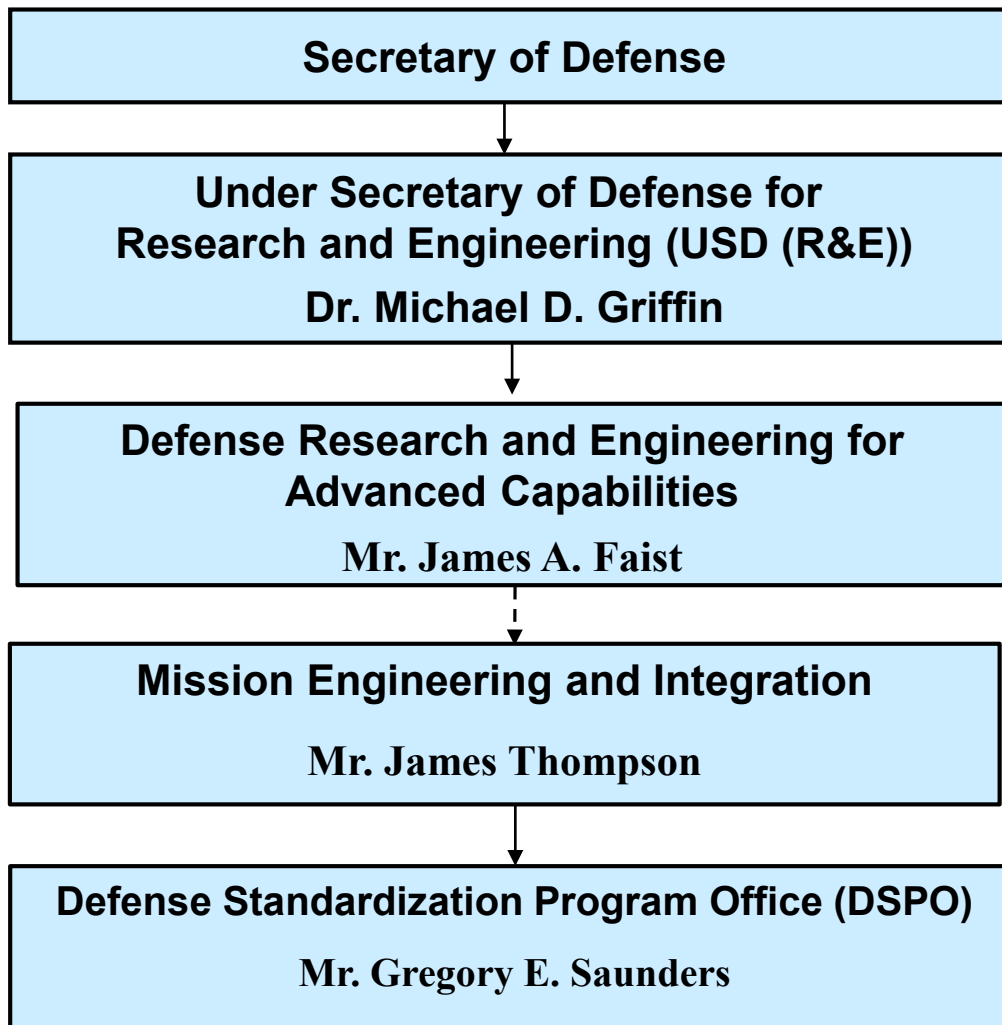 Secretary of Defense
Under Secretary of Defense for
Research and Engineering (USD (R&E))
Dr. Michael D. Griffin
Defense Research and Engineering for
Advanced Capabilities
Mr. James A. Faist
Mission Engineering and Integration
Mr. James Thompson
Defense Standardization Program Office (DSPO)
Mr. Gregory E. Saunders